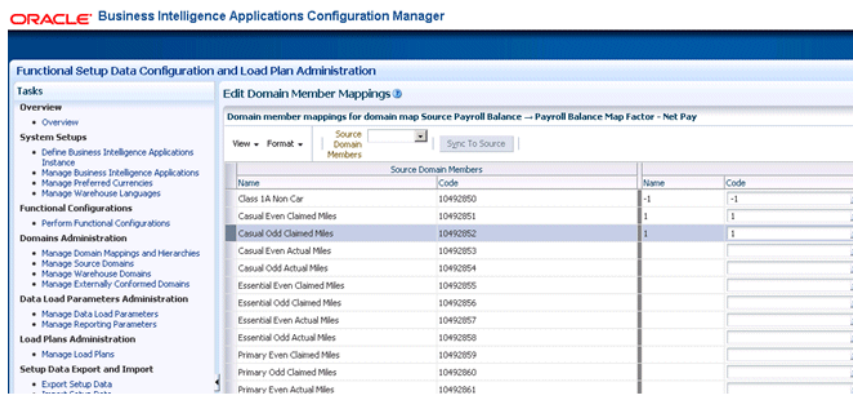 ORACLE® Business Intelligence Applications Configuration Manager
Functional Setup Data Configuration and Load Plan Administration
Tasks
Overview
• Overview
System Setups
• Define Business Intelligence Applications
Instance
• Manage Business Intelligence Applications
• Manage Preferred Currencies
• Manage Warehouse Languages
Functional Configurations
• Perform Functional Configurations
Domains Administration
• Manage Domain Mappings and Hierarchies
• Manage Source Domains
• Manage Warehouse Domains
• Manage Externally Conformed Domains
Data Load Parameters Administration
• Manage Data Load Parameters
• Manage Reporting Parameters
Load Plans Administration
• Manage Load Plans
Setup Data Export and Import
• Export Setup Data
• Import Setup Data
Edit Domain Member Mappings
Domain member mappings for domain map Source Payroll Balance → Payroll Balance Map Factor - Net Pay
View Format Source Domain Members Sync To Source
Source Domain Members
Name Code Name Code
Class 1A Non Car 10492850 -1 -1
Casual Even Claimed Miles 10492851 1 1
Casual Odd Claimed Miles 10492852 1 1
Casual Even Actual Miles 10492853
Casual Odd Actual Miles 10492854
Essential Even Claimed Miles 10492855
Essential Odd Claimed Miles 10492856
Essential Even Actual Miles 10492857
Essential Odd Actual Miles 10492858
Primary Even Claimed Miles 10492859
Primary Odd Claimed Miles 10492860
Primary Even Actual Miles 10492861